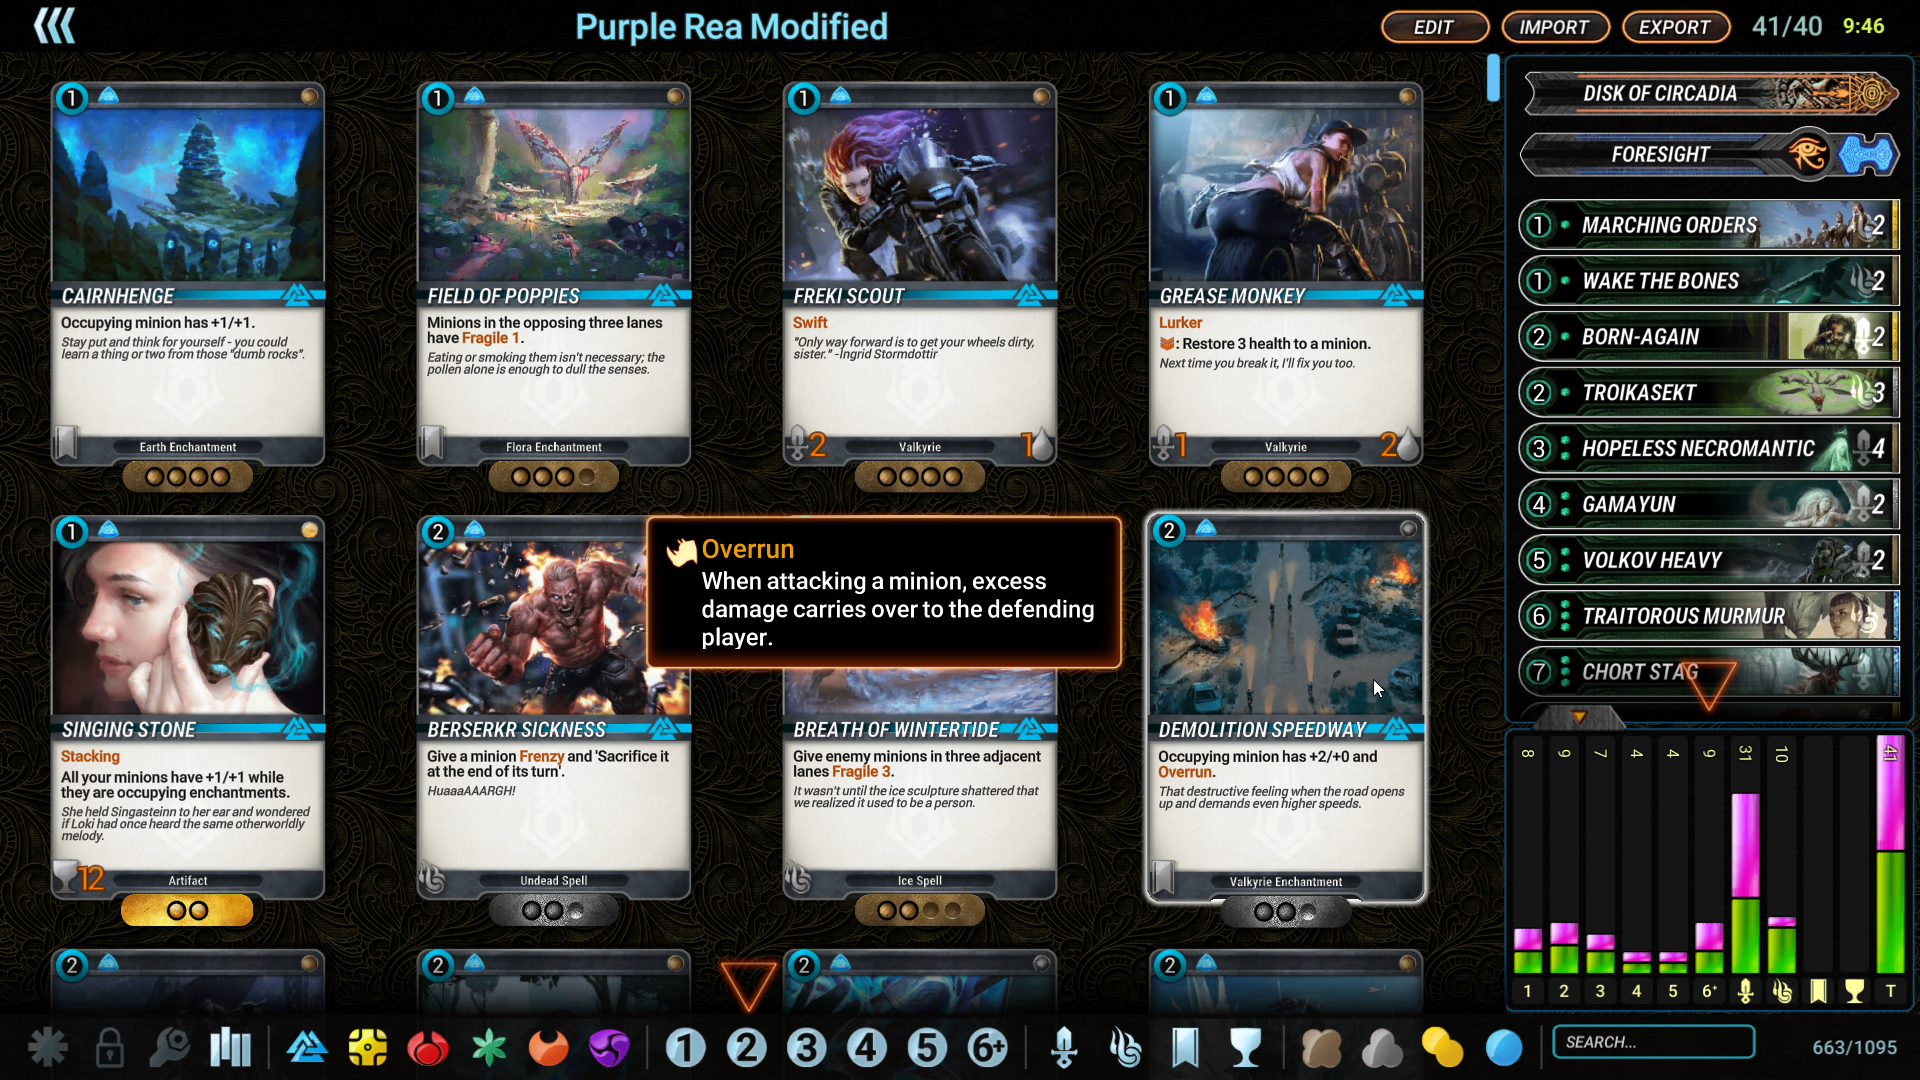 Purple Rea Modified
EDIT
IMPORT
EXPORT
41/40
9:46
1
CAIRNHENGE
Occupying minion has +1/+1.
Stay put and think for yourself - you could
learn a thing or two from those "dumb rocks".
Earth Enchantment
1
FIELD OF POPPIES
Minions in the opposing three lanes
have Fragile 1.
Eating or smoking them isn't necessary; the
pollen alone is enough to dull the senses.
Flora Enchantment
1
FREKI SCOUT
Swift
"Only way forward is to get your wheels dirty,
sister." -Ingrid Stormdottir
2
Valkyrie
1
1
GREASE MONKEY
Lurker
: Restore 3 health to a minion.
Next time you break it, I'll fix you too.
1
Valkyrie
2
1
SINGING STONE
Stacking
All your minions have +1/+1 while
they are occupying enchantments.
She held Singasteinn to her ear and wondered
if Loki had once heard the same otherworldly
melody.
12
Artifact
2
BERSERKR SICKNESS
Give a minion Frenzy and 'Sacrifice it
at the end of its turn'.
HuaaaAAARGH!
Undead Spell
Overrun
When attacking a minion, excess
damage carries over to the defending
player.
BREATH OF WINTERTIDE
Give enemy minions in three adjacent
lanes Fragile 3.
It wasn't until the ice sculpture shattered that
we realized it used to be a person.
Ice Spell
2
DEMOLITION SPEEDWAY
Occupying minion has +2/+0 and
Overrun.
That destructive feeling when the road opens
up and demands even higher speeds.
Valkyrie Enchantment
2
2
2
2
DISK OF CIRCADIA
FORESIGHT
1 MARCHING ORDERS 2
1 WAKE THE BONES 2
2 BORN-AGAIN 2
2 TROIKASEKT 3
3 HOPELESS NECROMANTIC 4
4 GAMAYUN 2
5 VOLKOV HEAVY 2
6 TRAITOROUS MURMUR
7 CHORT STAG
8 9 7 4 4 9 31 10 41
1 2 3 4 5 6+ T
1 2 3 4 5 6+
SEARCH...
663/1095